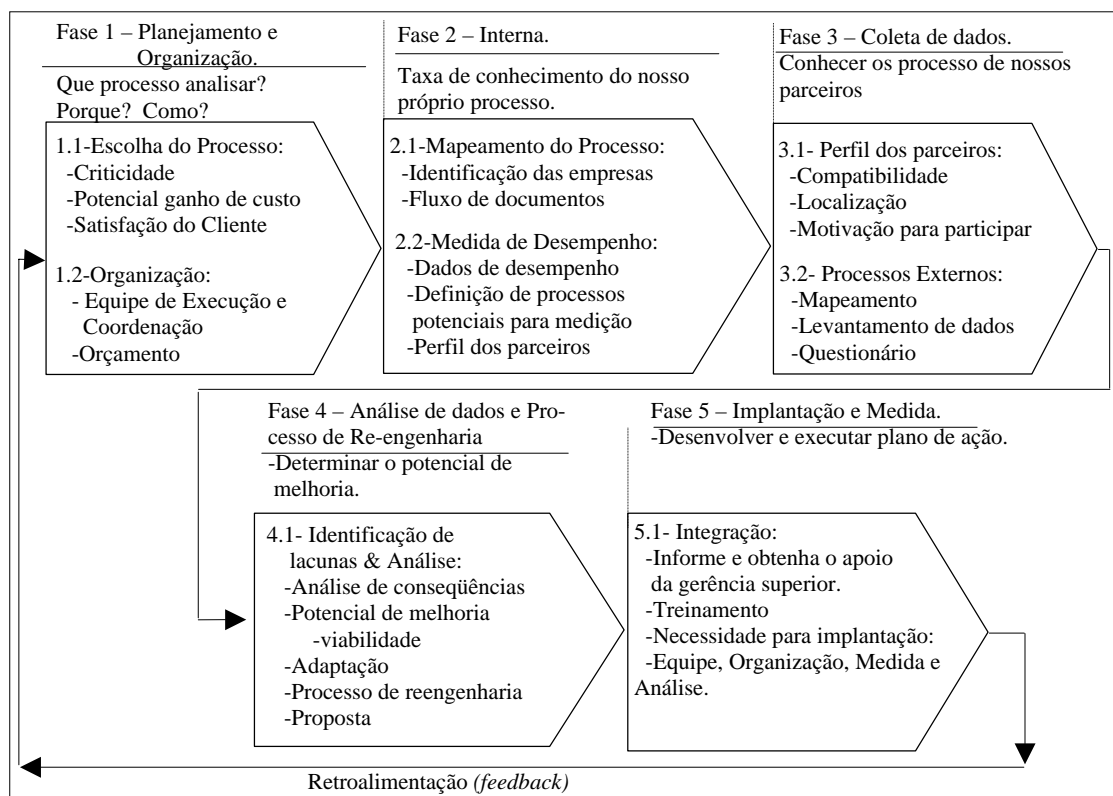 Fase 1 – Planejamento e
Organização.
Que processo analisar?
Porque?  Como?
1.1-Escolha do Processo:
-Criticidade
-Potencial ganho de custo
-Satisfação do Cliente
1.2-Organização:
- Equipe de Execução e
Coordenação
-Orçamento
Fase 2 – Interna.
Taxa de conhecimento do nosso
próprio processo.
2.1-Mapeamento do Processo:
-Identificação das empresas
-Fluxo de documentos
2.2-Medida de Desempenho:
-Dados de desempenho
-Definição de processos
potenciais para medição
-Perfil dos parceiros
Fase 3 – Coleta de dados.
Conhecer os processo de nossos
parceiros
3.1- Perfil dos parceiros:
-Compatibilidade
-Localização
-Motivação para participar
3.2- Processos Externos:
-Mapeamento
-Levantamento de dados
-Questionário
Fase 4 – Análise de dados e Pro-
cesso de Re-engenharia
-Determinar o potencial de
melhoria.
4.1- Identificação de
lacunas & Análise:
-Análise de conseqüências
-Potencial de melhoria
-viabilidade
-Adaptação
-Processo de reengenharia
-Proposta
Fase 5 – Implantação e Medida.
-Desenvolver e executar plano de ação.
5.1- Integração:
-Informe e obtenha o apoio
da gerência superior.
-Treinamento
-Necessidade para implantação:
-Equipe, Organização, Medida e
Análise.
Retroalimentação (feedback)